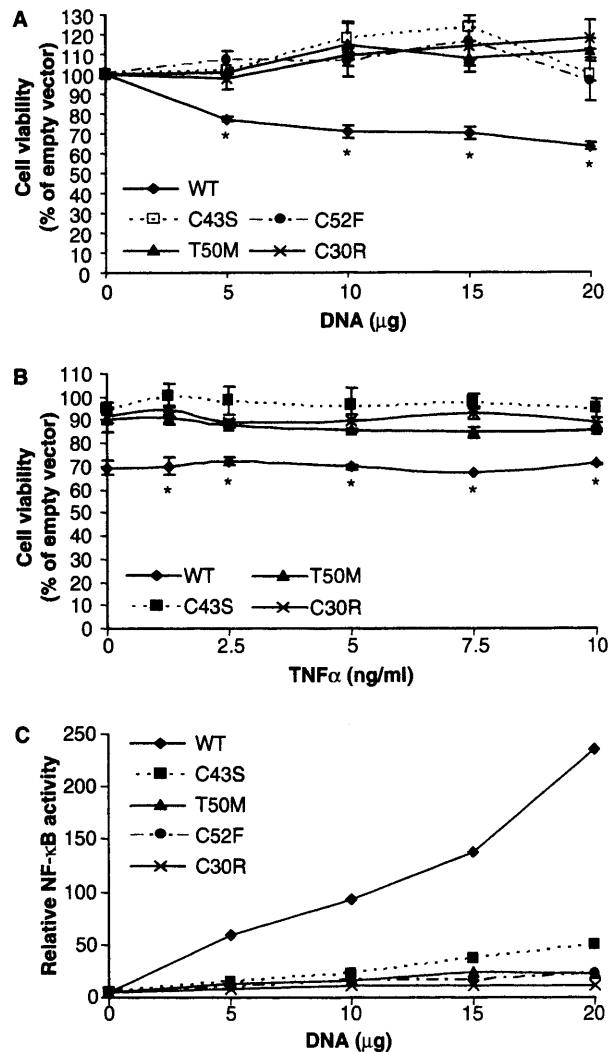 A
Cell viability
(% of empty vector)
130
120
110
100
90
80
70
60
50
40
30
20
10
0
*
*
*
*
WT
C43S
C52F
T50M
C30R
0
5
10
15
20
DNA (μg)
B
Cell viability
(% of empty vector)
110
100
90
80
70
60
50
40
30
20
10
0
*
*
*
*
*
WT
T50M
C43S
C30R
0
2.5
5
7.5
10
TNFα (ng/ml)
C
Relative NF-κB activity
250
200
150
100
50
0
WT
C43S
T50M
C52F
C30R
0
5
10
15
20
DNA (μg)